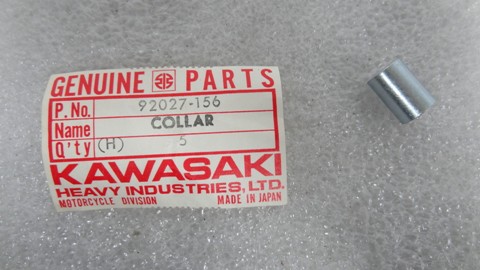 GENUINE PARTS
P.No. 92027-156
Name COLLAR
Q'ty (H) 5
KAWASAKI
HEAVY INDUSTRIES, LTD.
MOTORCYCLE DIVISION MADE IN JAPAN